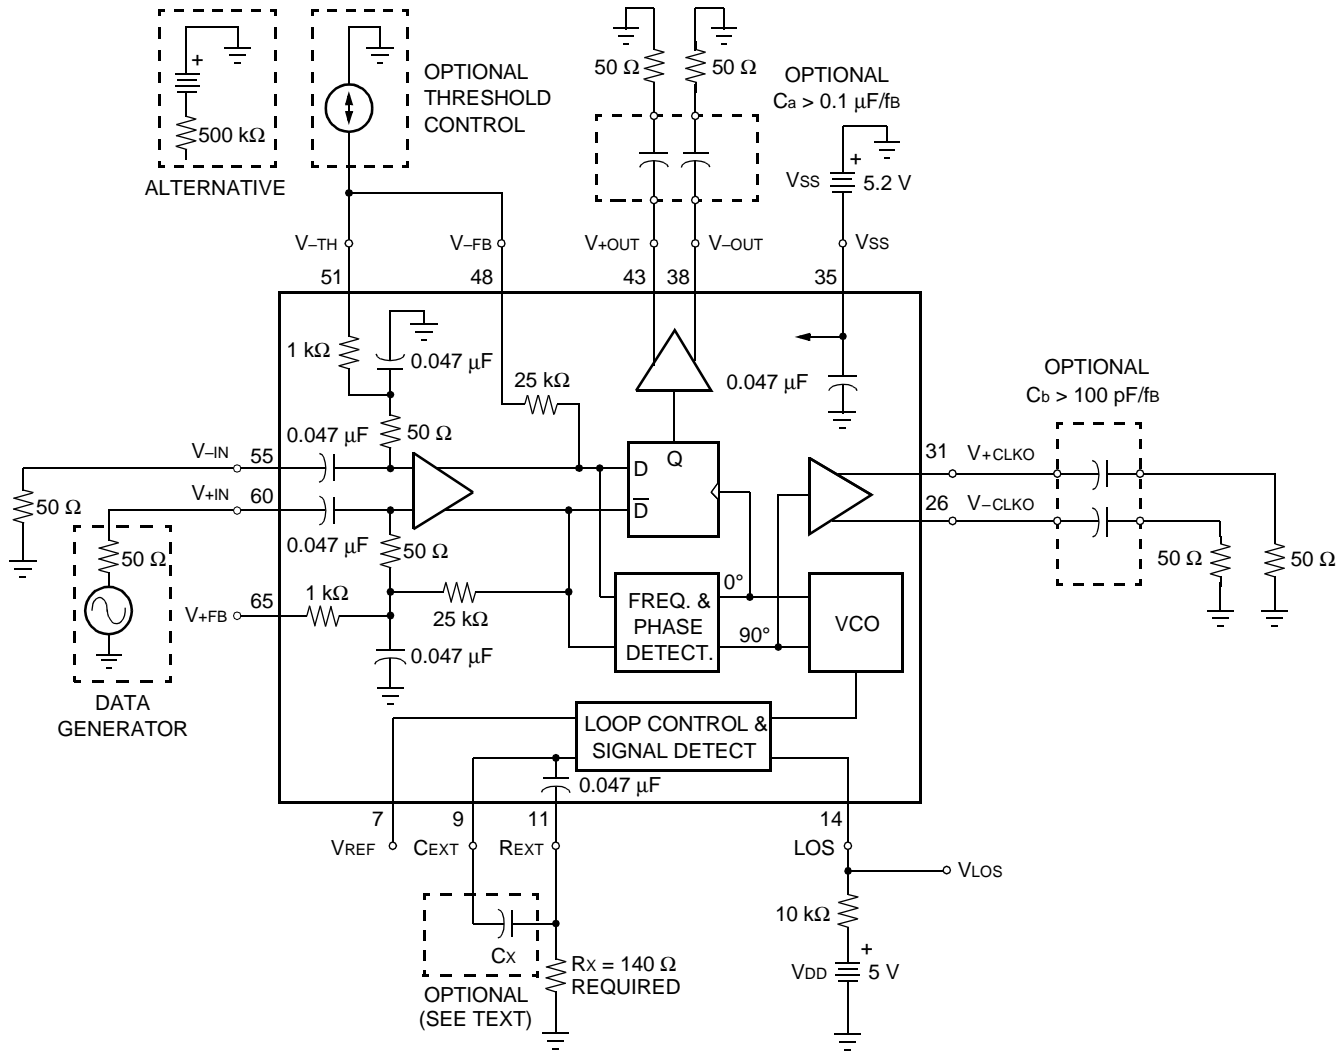 +
500 kΩ
ALTERNATIVE
OPTIONAL
THRESHOLD
CONTROL
50 Ω
50 Ω
OPTIONAL
Ca > 0.1 µF/fB
VSS
+
5.2 V
V–TH
V–FB
V+OUT
V–OUT
VSS
51
48
43
38
35
1 kΩ
0.047 µF
25 kΩ
0.047 µF
OPTIONAL
Cb > 100 pF/fB
50 Ω
0.047 µF
V–IN
55
D
Q
31
V+CLKO
V+IN
60
D̅
26
V–CLKO
50 Ω
0.047 µF
50 Ω
50 Ω
50 Ω
50 Ω
V+FB
65
1 kΩ
25 kΩ
0.047 µF
FREQ. &
PHASE
DETECT.
0°
90°
VCO
DATA
GENERATOR
LOOP CONTROL &
SIGNAL DETECT
0.047 µF
7
9
11
14
VREF
CEXT
REXT
LOS
VLOS
10 kΩ
CX
OPTIONAL
(SEE TEXT)
RX = 140 Ω
REQUIRED
VDD
+
5 V